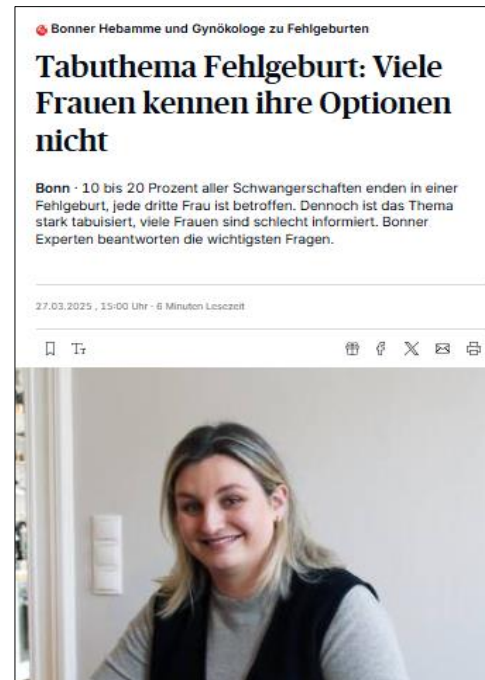 Bonner Hebamme und Gynökologe zu Fehlgeburten
Tabuthema Fehlgeburt: Viele
Frauen kennen ihre Optionen
nicht
Bonn · 10 bis 20 Prozent aller Schwangerschaften enden in einer
Fehlgeburt, jede dritte Frau ist betroffen. Dennoch ist das Thema
stark tabuisiert, viele Frauen sind schlecht informiert. Bonner
Experten beantworten die wichtigsten Fragen.
27.03.2025 , 15:00 Uhr · 6 Minuten Lesezeit